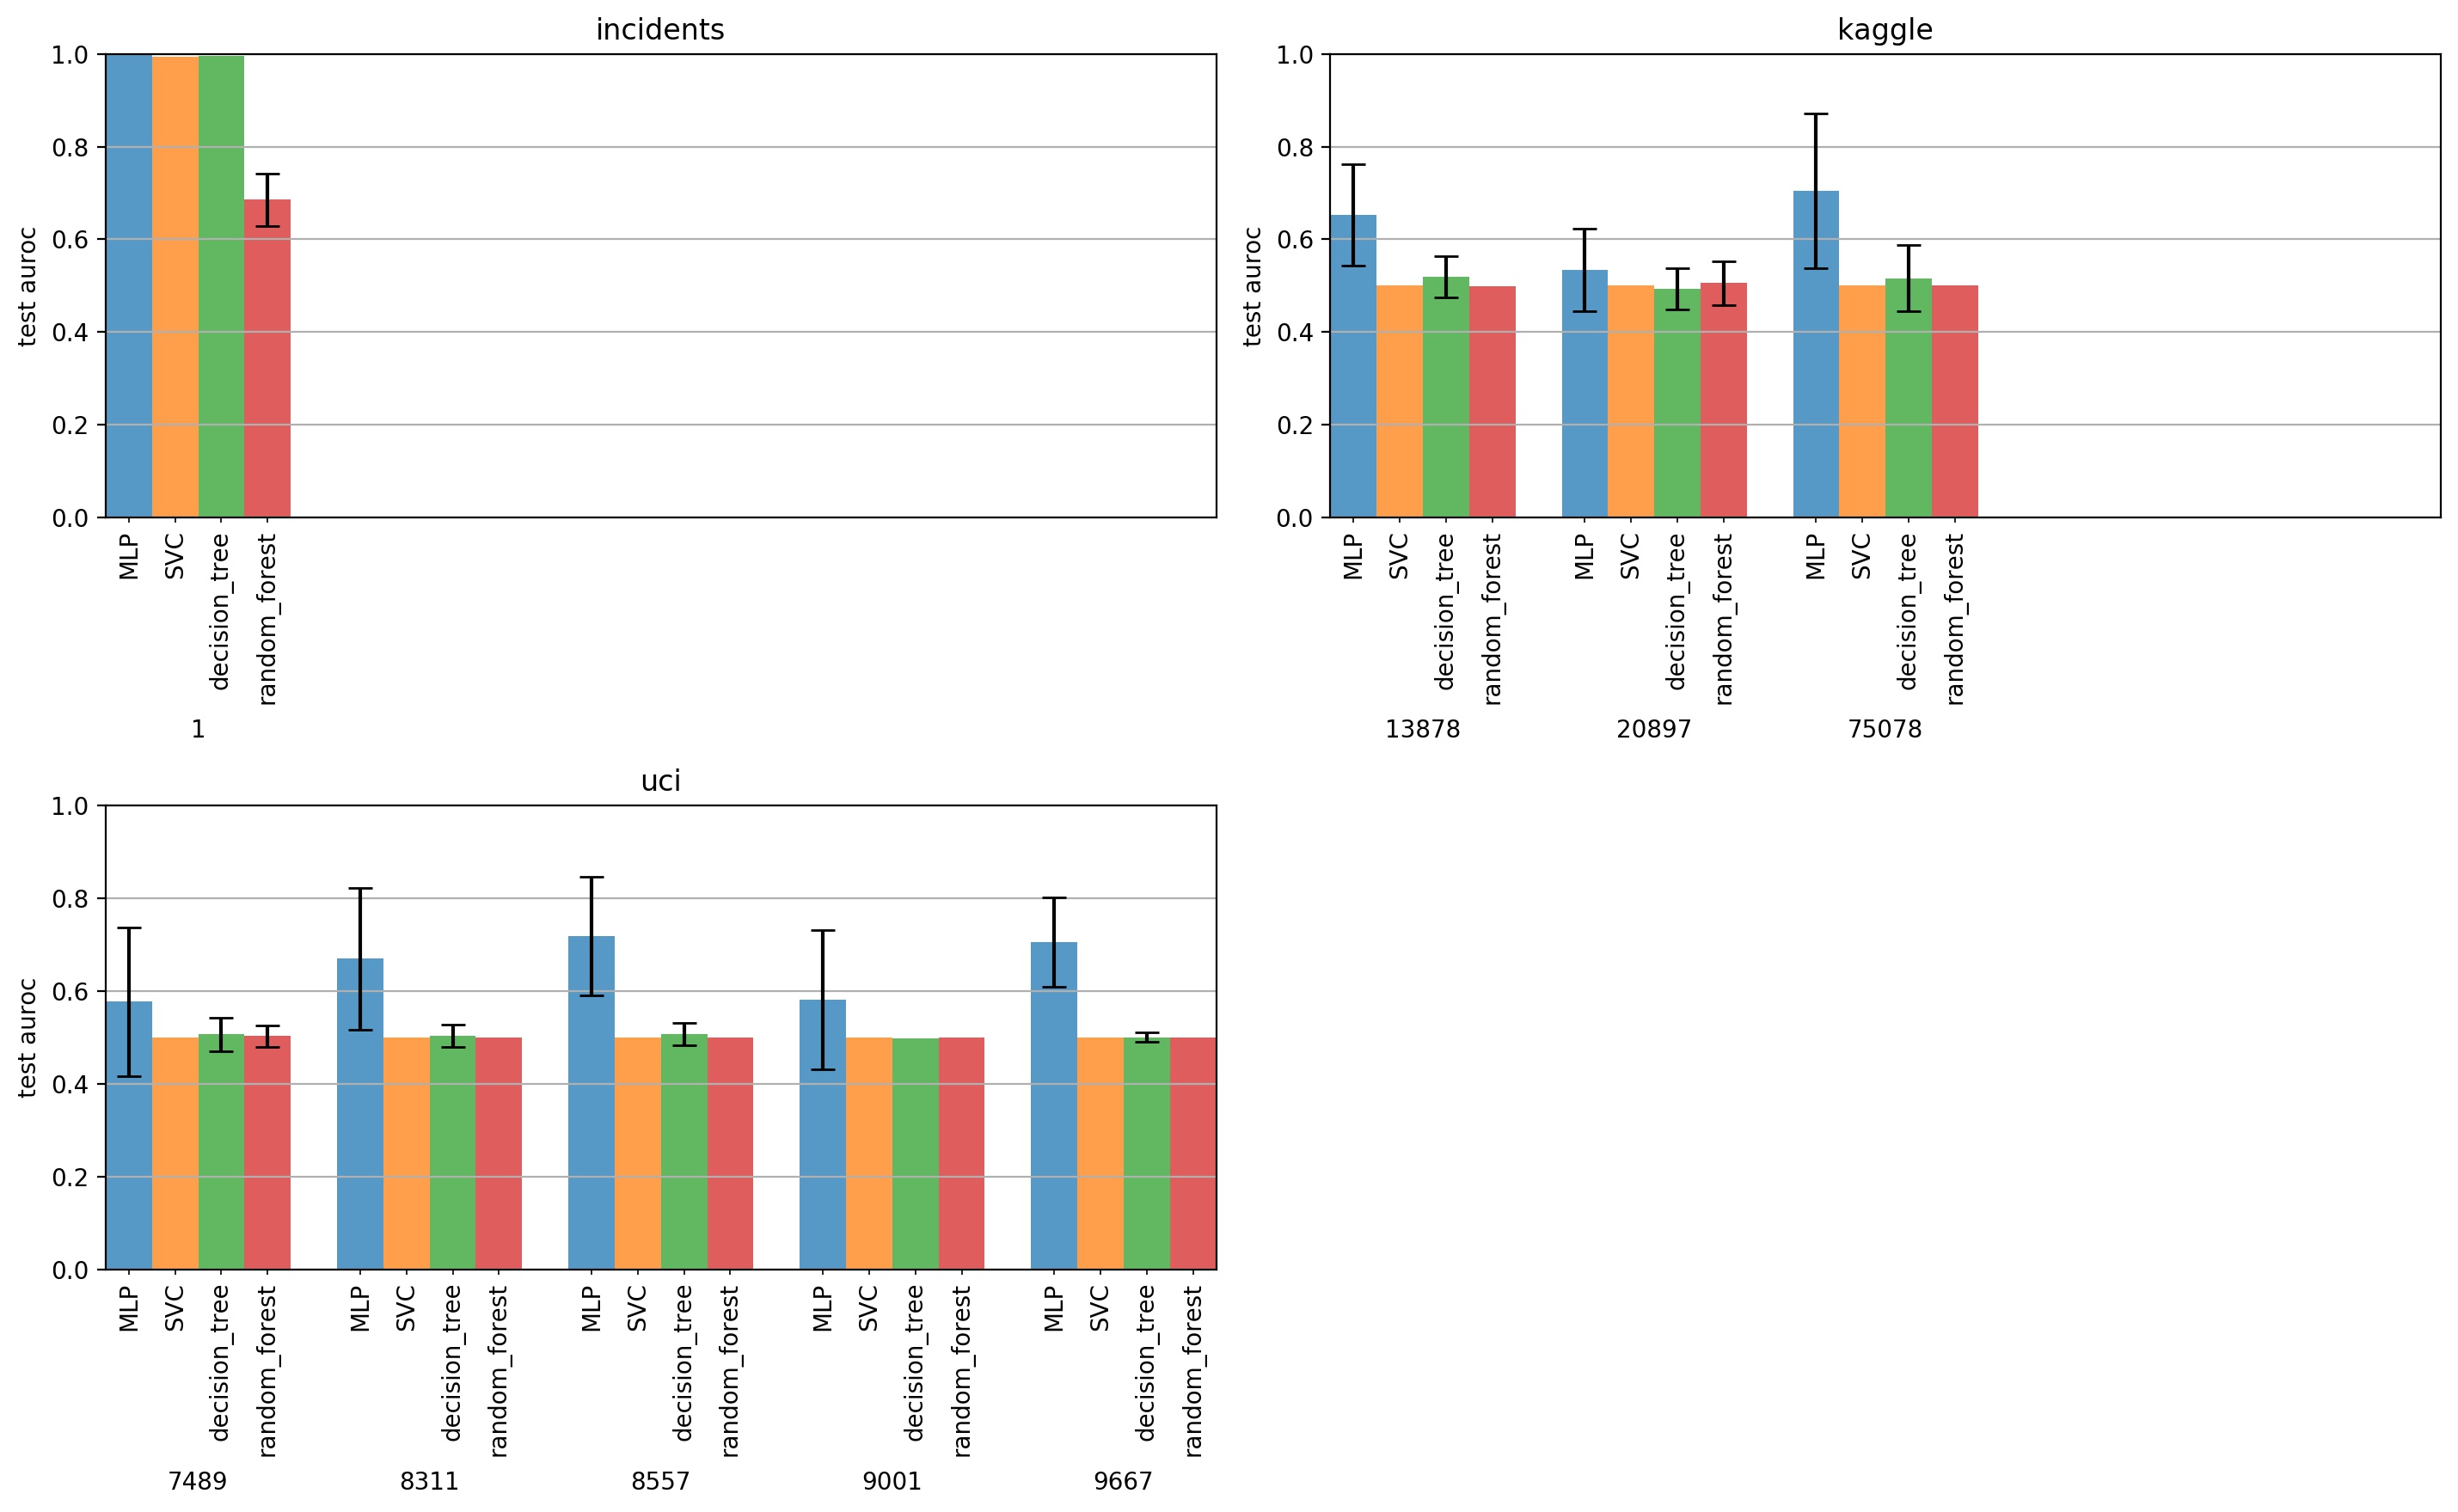 incidents
1.0
0.8
0.6
0.4
0.2
0.0
test auroc
MLP
SVC
decision_tree
random_forest
1
kaggle
1.0
0.8
0.6
0.4
0.2
0.0
test auroc
MLP
SVC
decision_tree
random_forest
MLP
SVC
decision_tree
random_forest
MLP
SVC
decision_tree
random_forest
13878
20897
75078
uci
1.0
0.8
0.6
0.4
0.2
0.0
test auroc
MLP
SVC
decision_tree
random_forest
MLP
SVC
decision_tree
random_forest
MLP
SVC
decision_tree
random_forest
MLP
SVC
decision_tree
random_forest
MLP
SVC
decision_tree
random_forest
7489
8311
8557
9001
9667